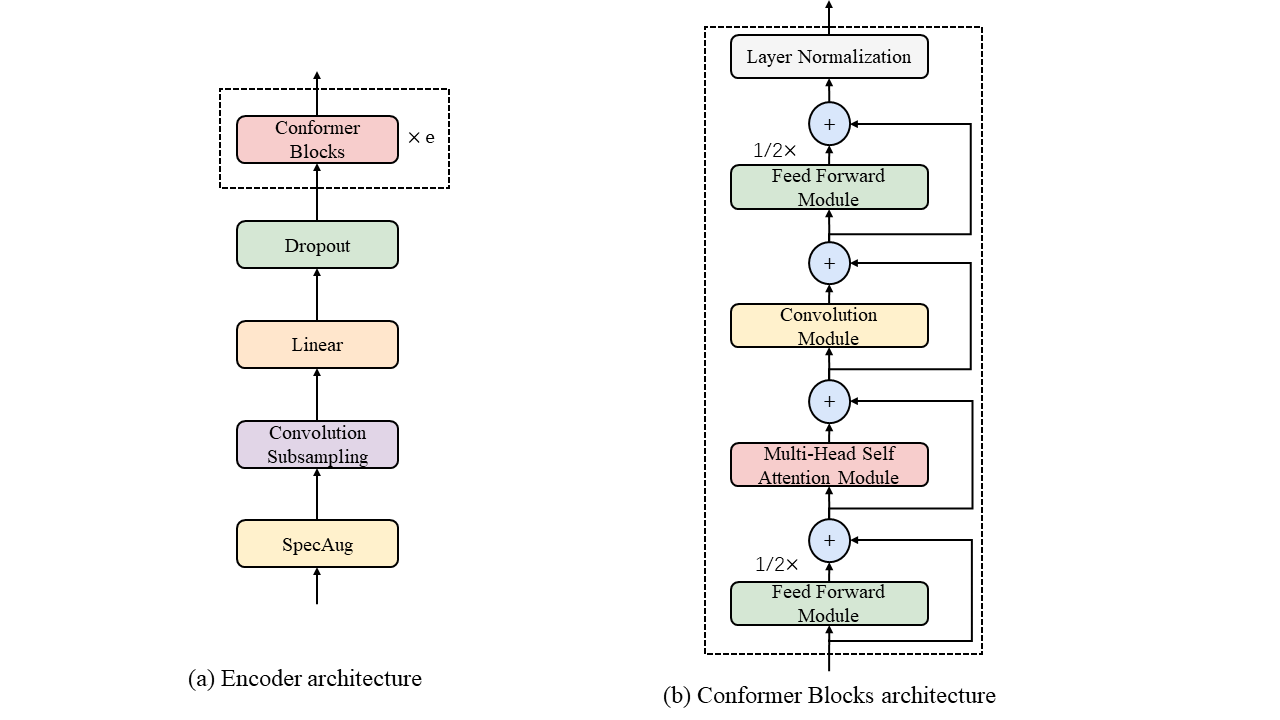 Conformer
Blocks
× e
Dropout
Linear
Convolution
Subsampling
SpecAug
(a) Encoder architecture
Layer Normalization
+
1/2×
Feed Forward
Module
+
Convolution
Module
+
Multi-Head Self
Attention Module
+
1/2×
Feed Forward
Module
(b) Conformer Blocks architecture